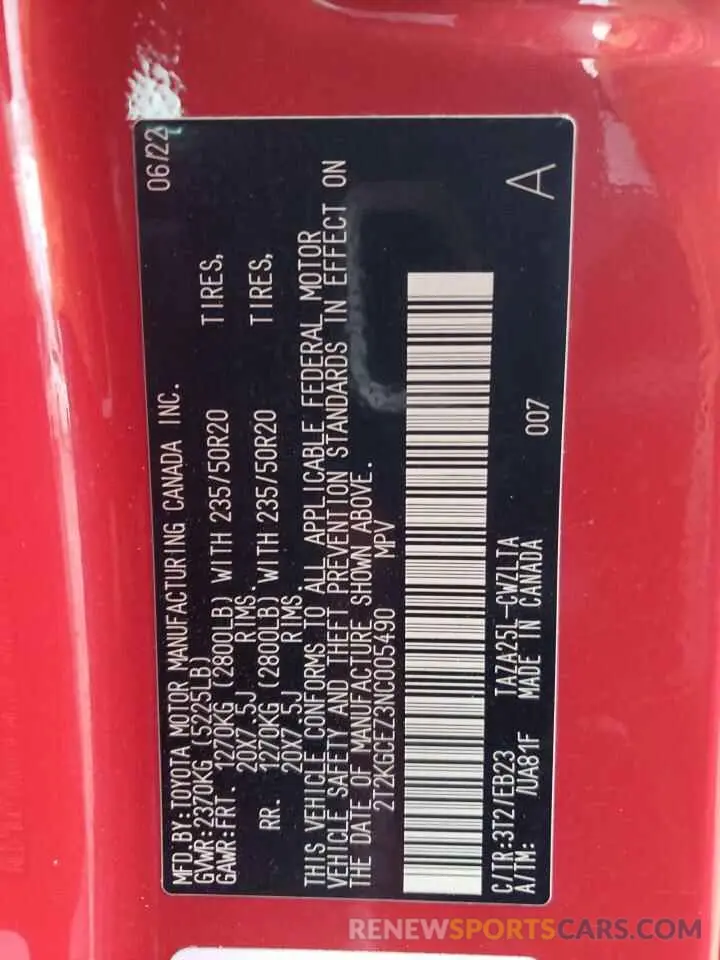 MFD BY:TOYOTA MOTOR MANUFACTURING CANADA INC. 06/22
GVWR:2370KG (5225LB)
GAWR:FRT. 1270KG (2800LB) WITH 235/50R20 TIRES,
20X7.5J RIMS.
RR. 1270KG (2800LB) WITH 235/50R20 TIRES,
20X7.5J RIMS.
THIS VEHICLE CONFORMS TO ALL APPLICABLE FEDERAL MOTOR
VEHICLE SAFETY AND THEFT PREVENTION STANDARDS IN EFFECT ON
THE DATE OF MANUFACTURE SHOWN ABOVE.
2T2KGCEZ3NC005490 MPV
C/TR:3T2/EB23 TAZA25L-CWZLTA 007 A
A/TM: /UA81F MADE IN CANADA
RENEWSPORTSCARS.COM